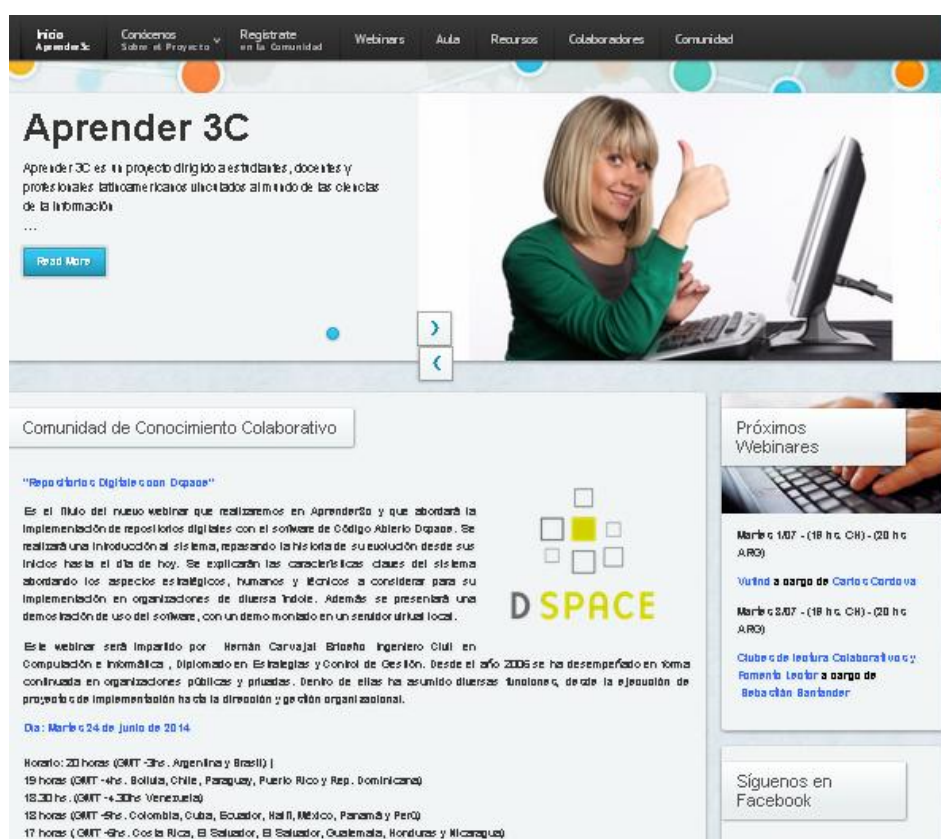 Inicio
Aprender3c
Conócenos
Sobre el Proyecto
Registrate
en la Comunidad
Webinars
Aula
Recursos
Colaboradores
Comunidad
Aprender 3C
Aprender 3C es un proyecto dirigido a estudiantes, docentes y
profesionales latinoamericanos vinculados al mundo de las ciencias
de la Información
...
Read More
Comunidad de Conocimiento Colaborativo
"Repositorios Digitales con Dspace"
Es el título del nuevo webinar que realizaremos en Aprender3c y que abordará la
implementación de repositorios digitales con el software de Código Abierto Dspace. Se
realizará una introducción al sistema, repasando la historia de su evolución desde sus
inicios hasta el día de hoy. Se explicarán las características claves del sistema
abordando los aspectos estratégicos, humanos y técnicos a considerar para su
implementación en organizaciones de diversa índole. Además se presentará una
demostración de uso del software, con un demo montado en un servidor virtual local.
DSPACE
Este webinar será impartido por Hernán Carvajal Briceño Ingeniero Civil en
Computación e Informática , Diplomado en Estrategias y Control de Gestión. Desde el año 2006 se ha desempeñado en forma
continuada en organizaciones públicas y privadas. Dentro de ellas ha asumido diversas funciones, desde la ejecución de
proyectos de implementación hasta la dirección y gestión organizacional.
Dia: Martes 24 de junio de 2014
Horario: 20 horas (GMT -3hs. Argentina y Brasil) |
19 horas (GMT -4hs. Bolivia, Chile, Paraguay, Puerto Rico y Rep. Dominicana)
18.30 hs. (GMT -4.30hs Venezuela)
18 horas (GMT -5hs. Colombia, Cuba, Ecuador, Haití, México, Panamá y Perú)
17 horas ( GMT -6hs. Costa Rica, El Salvador, El Salvador, Guatemala, Honduras y Nicaragua)
Próximos
Webinares
Martes 1/07 - (19 hs. CH) - (20 hs
ARG)
Vufind a cargo de Carlos Cordova
Martes 8/07 - (19 hs. CH) - (20 hs
ARG)
Clubes de lectura Colaborativos y
Fomento Lector a cargo de
Sebastián Santander
Síguenos en
Facebook